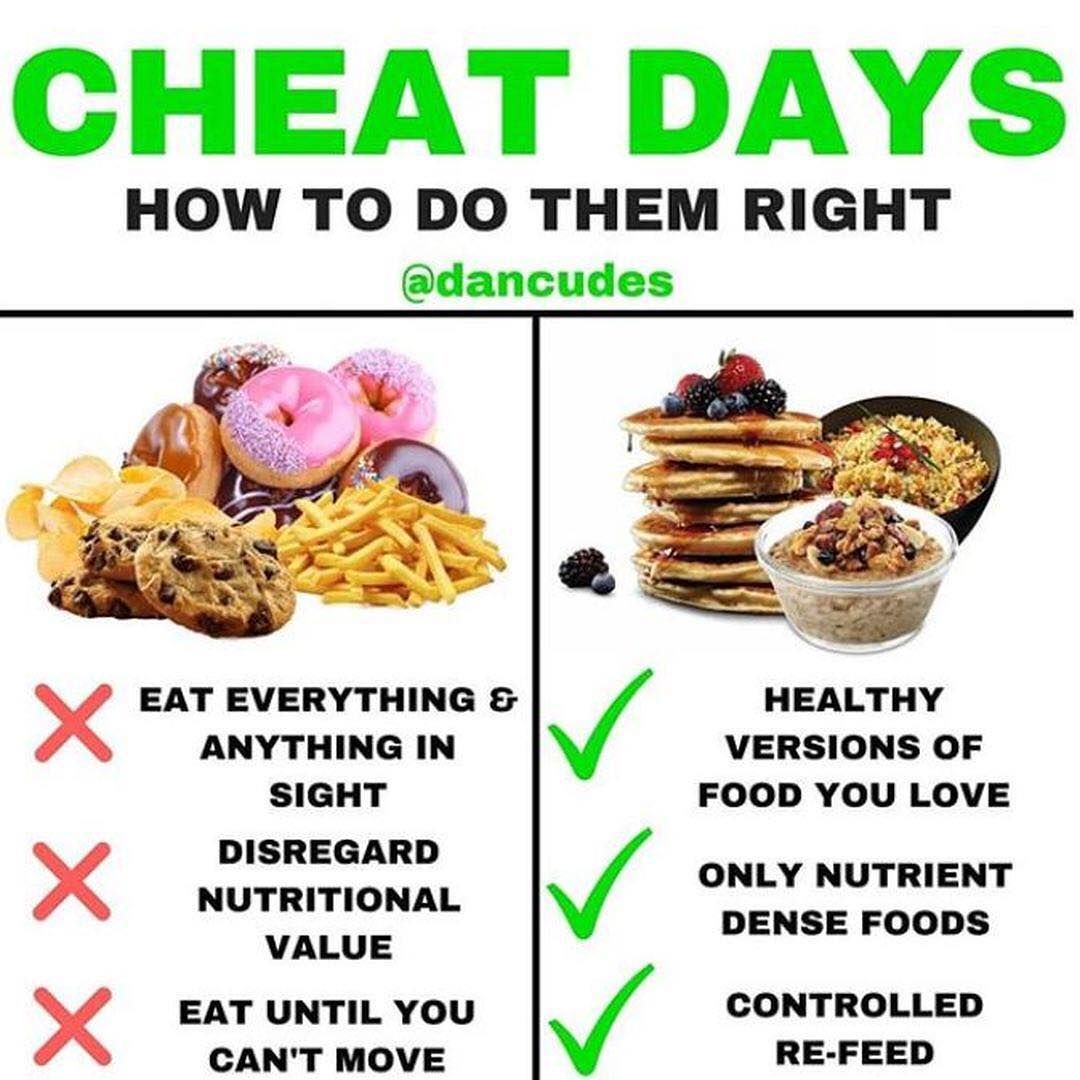 CHEAT DAYS
HOW TO DO THEM RIGHT
@dancudes
EAT EVERYTHING &
ANYTHING IN
SIGHT
DISREGARD
NUTRITIONAL
VALUE
EAT UNTIL YOU
CAN'T MOVE
HEALTHY
VERSIONS OF
FOOD YOU LOVE
ONLY NUTRIENT
DENSE FOODS
CONTROLLED
RE-FEED